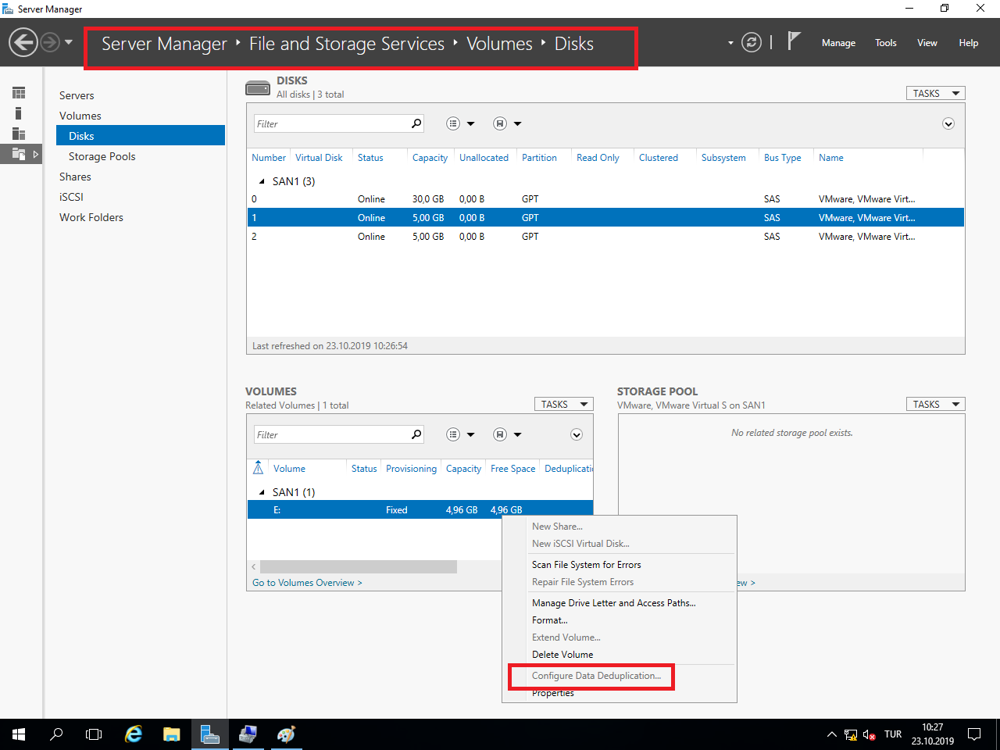 Server Manager
Server Manager ‣ File and Storage Services ‣ Volumes ‣ Disks
Manage Tools View Help
Servers
Volumes
Disks
Storage Pools
Shares
iSCSI
Work Folders
DISKS
All disks | 3 total
TASKS
Filter
Number Virtual Disk Status Capacity Unallocated Partition Read Only Clustered Subsystem Bus Type Name
SAN1 (3)
0 Online 30,0 GB 0,00 B GPT SAS VMware, VMware Virt...
1 Online 5,00 GB 0,00 B GPT SAS VMware, VMware Virt...
2 Online 5,00 GB 0,00 B GPT SAS VMware, VMware Virt...
Last refreshed on 23.10.2019 10:26:54
VOLUMES
Related Volumes | 1 total
TASKS
Filter
Volume Status Provisioning Capacity Free Space Deduplicatio
SAN1 (1)
E: Fixed 4,96 GB 4,96 GB
Go to Volumes Overview >
STORAGE POOL
VMware, VMware Virtual S on SAN1
TASKS
No related storage pool exists.
ew >
New Share...
New iSCSI Virtual Disk...
Scan File System for Errors
Repair File System Errors
Manage Drive Letter and Access Paths...
Format...
Extend Volume...
Delete Volume
Configure Data Deduplication...
Properties
TUR
10:27
23.10.2019